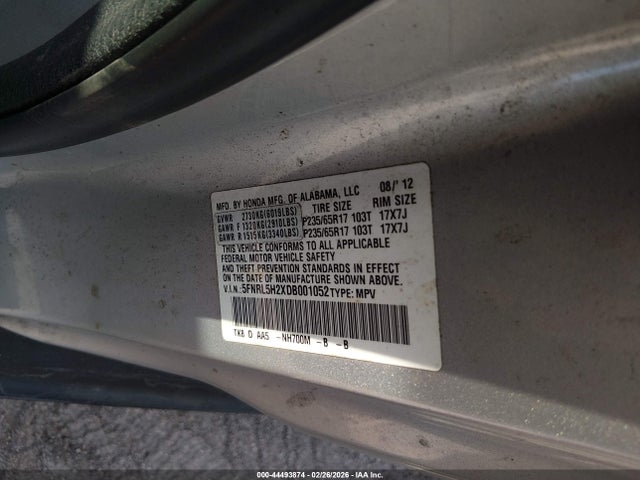 MFD. BY HONDA MFG. OF ALABAMA, LLC 08/'12
TIRE SIZE RIM SIZE
GVWR 2730KG(6019LBS)
GAWR F 1320KG(2910LBS) P235/65R17 103T 17X7J
GAWR R 1515KG(3340LBS) P235/65R17 103T 17X7J
THIS VEHICLE CONFORMS TO ALL APPLICABLE
FEDERAL MOTOR VEHICLE SAFETY
AND THEFT PREVENTION STANDARDS IN EFFECT
ON THE DATE OF MANUFACTURE SHOWN ABOVE.
V.I.N.: 5FNRL5H2XDB001052 TYPE: MPV
TK8 0 AA5 -NH700M -B -B
000-44493874 | 02/26/2026 - IAA Inc.